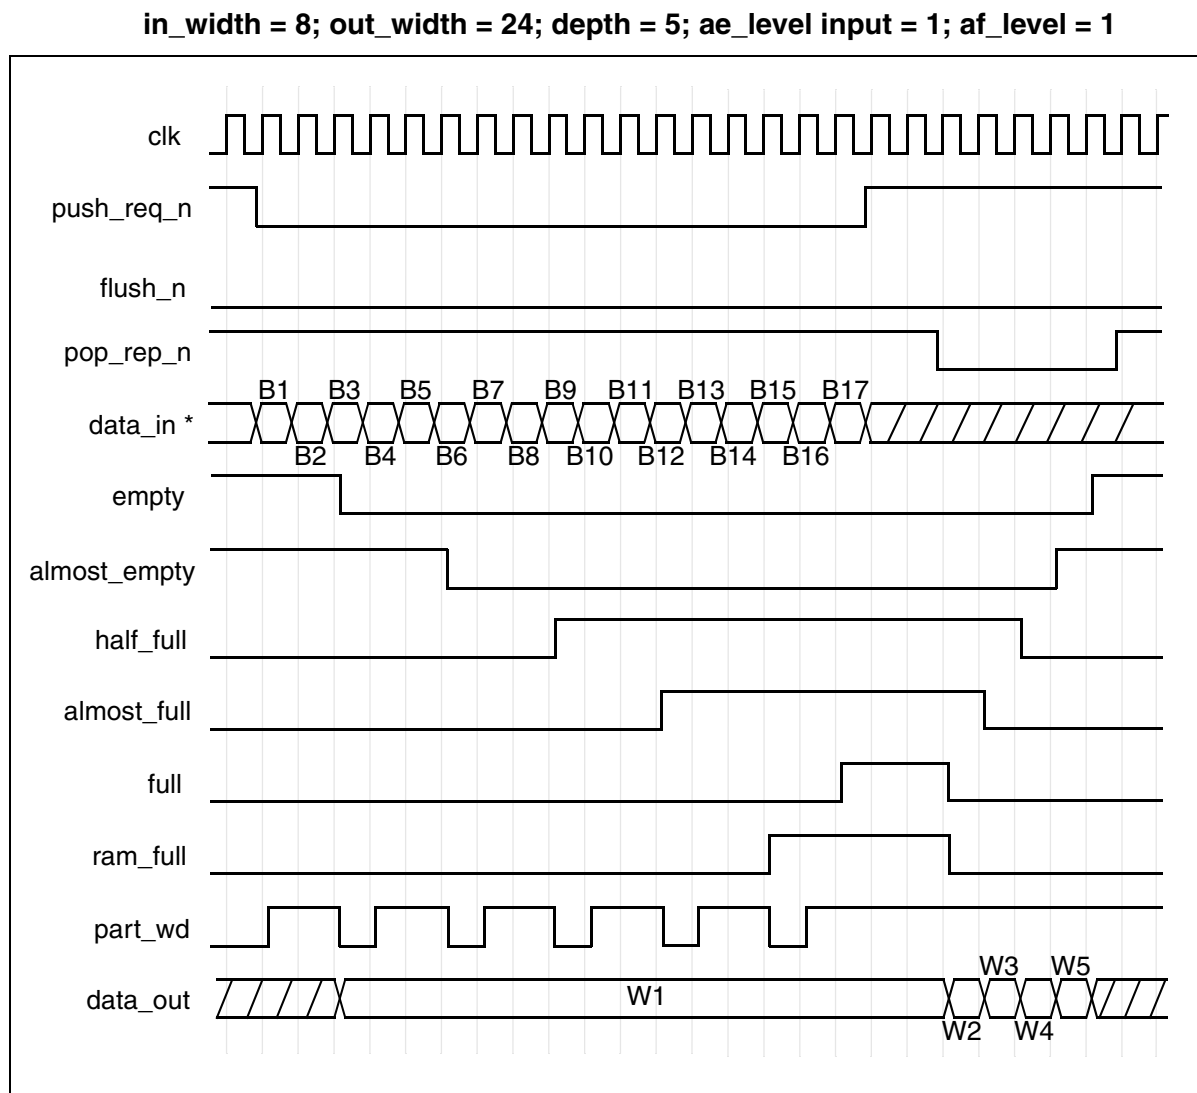 in_width = 8; out_width = 24; depth = 5; ae_level input = 1; af_level = 1
clk
push_req_n
flush_n
pop_rep_n
B1 B3 B5 B7 B9 B11 B13 B15 B17
data_in *
B2 B4 B6 B8 B10 B12 B14 B16
empty
almost_empty
half_full
almost_full
full
ram_full
part_wd
W3 W5
data_out W1
W2 W4